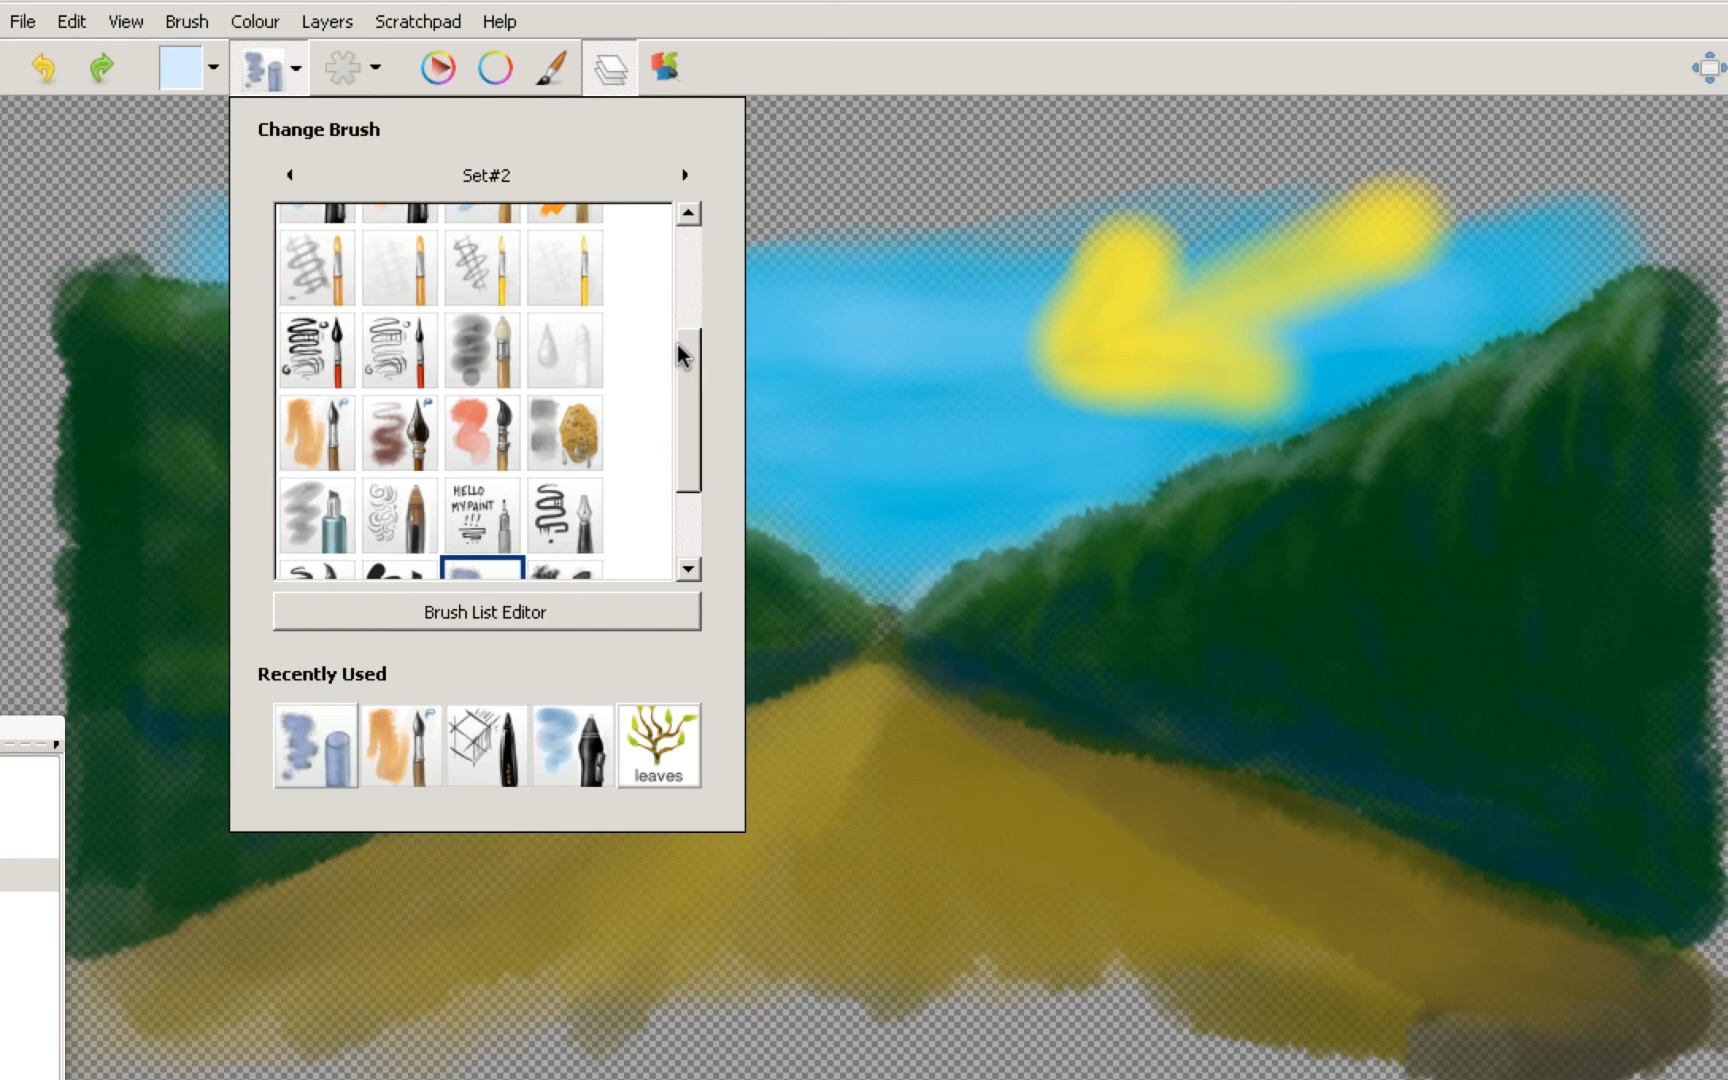 File Edit View Brush Colour Layers Scratchpad Help
Change Brush
Set#2
HELLO
MYPAINT
!!!
Brush List Editor
Recently Used
leaves